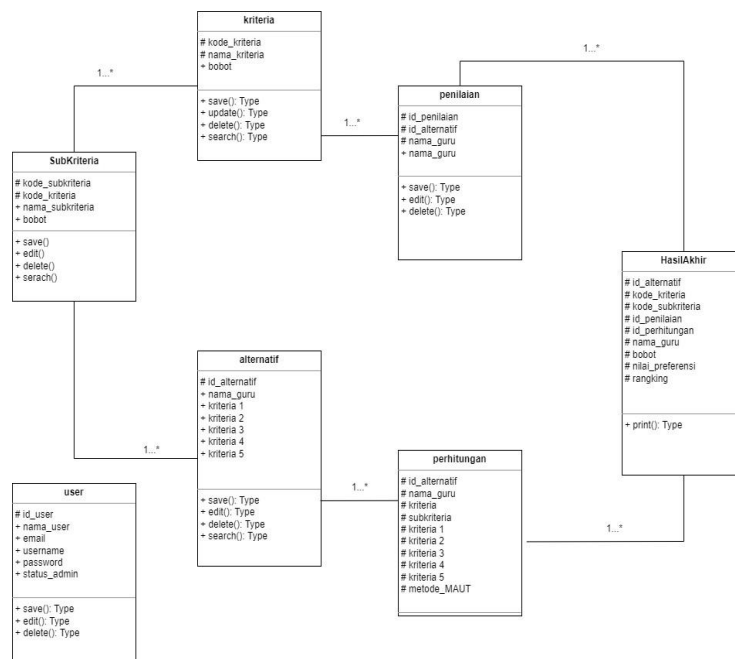 kriteria
# kode_kriteria
# nama_kriteria
+ bobot
+ save(): Type
+ update(): Type
+ delete(): Type
+ search(): Type
1...*
1...*
1...*
penilaian
# id_penilaian
# id_alternatif
# nama_guru
+ nama_guru
+ save(): Type
+ edit(): Type
+ delete(): Type
SubKriteria
# kode_subkriteria
# kode_kriteria
+ nama_subkriteria
+ bobot
+ save()
+ edit()
+ delete()
+ serach()
HasilAkhir
# id_alternatif
# kode_kriteria
# kode_subkriteria
# id_penilaian
# id_perhitungan
# nama_guru
# bobot
# nilai_preferensi
# rangking
+ print(): Type
alternatif
# id_alternatif
+ nama_guru
+ kriteria 1
+ kriteria 2
+ kriteria 3
+ kriteria 4
+ kriteria 5
+ save(): Type
+ edit(): Type
+ delete(): Type
+ search(): Type
1...*
1...*
1...*
perhitungan
# id_alternatif
# nama_guru
# kriteria
# subkriteria
# kriteria 1
# kriteria 2
# kriteria 3
# kriteria 4
# kriteria 5
# metode_MAUT
user
# id_user
+ nama_user
+ email
+ username
+ password
+ status_admin
+ save(): Type
+ edit(): Type
+ delete(): Type